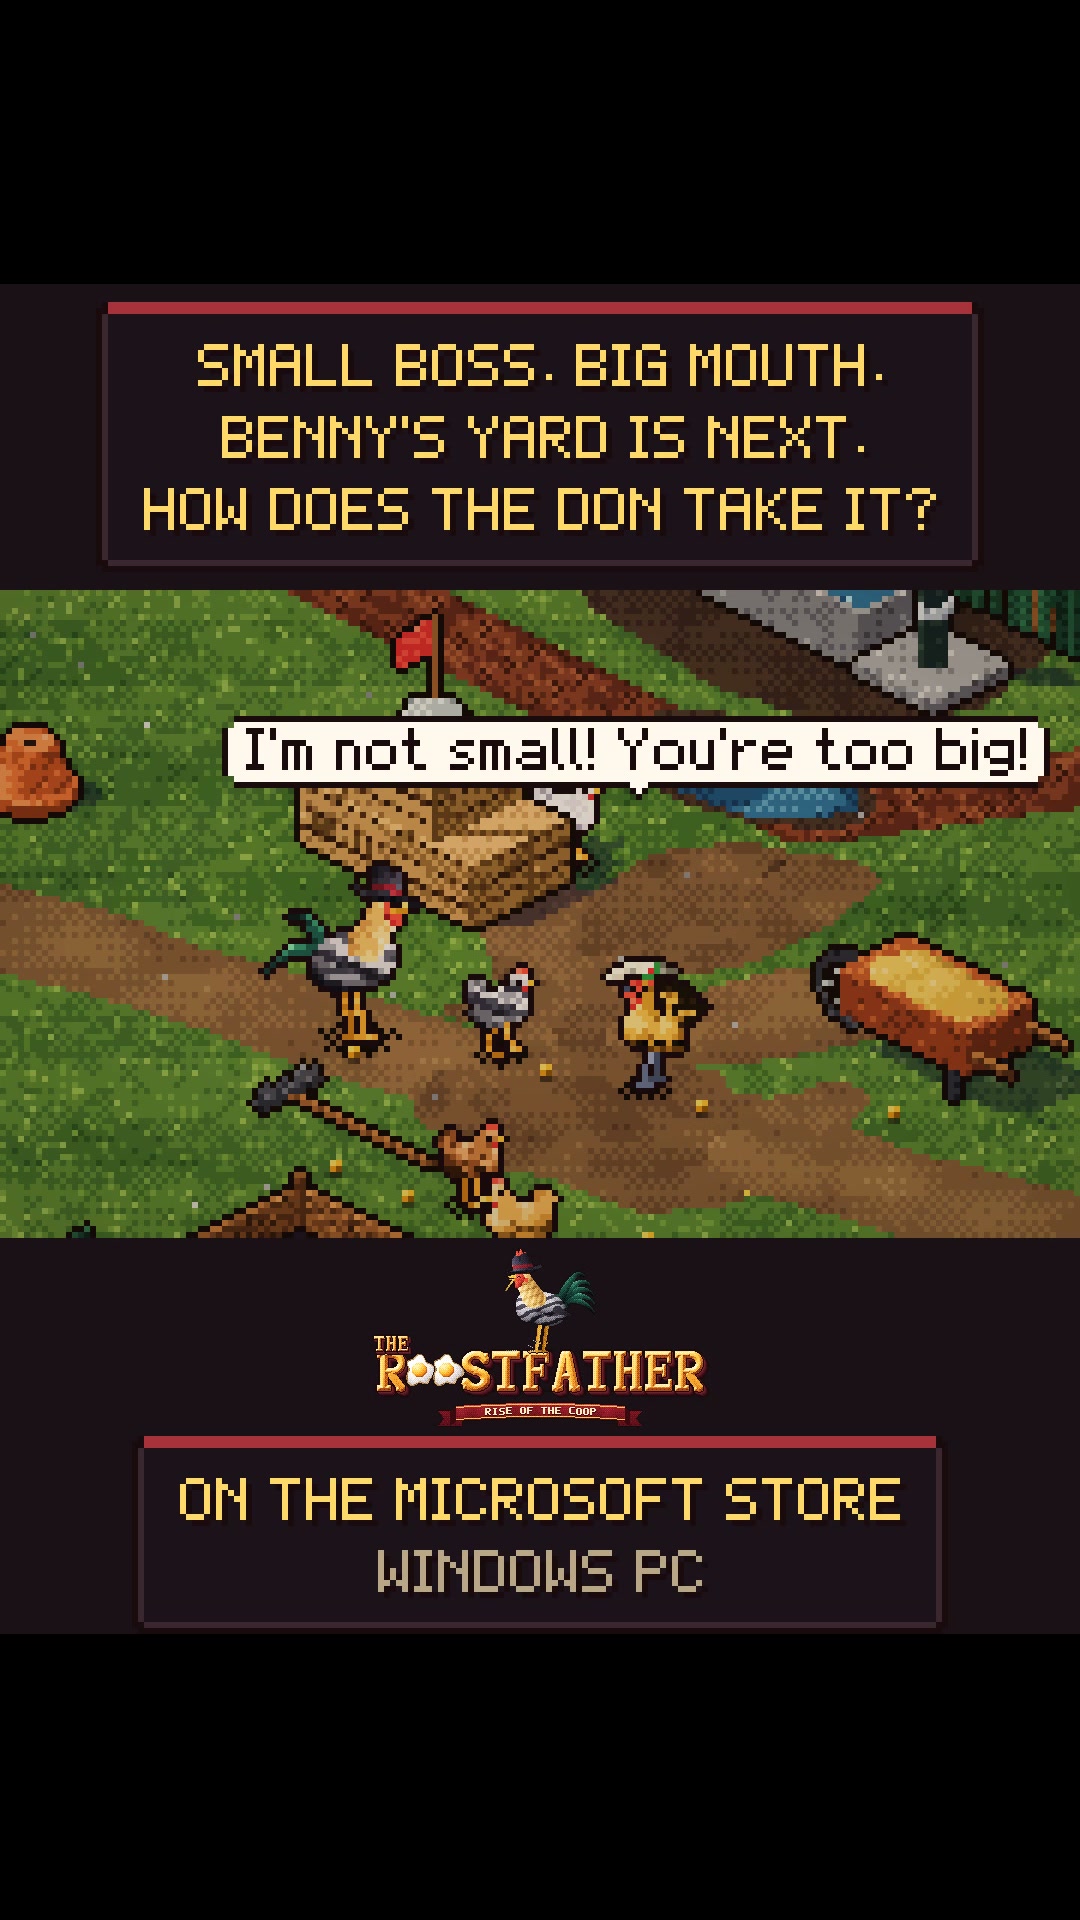 SMALL BOSS. BIG MOUTH.
BENNY'S YARD IS NEXT.
HOW DOES THE DON TAKE IT?
I'm not small! You're too big!
THE
ROOSTFATHER
RISE OF THE COOP
ON THE MICROSOFT STORE
WINDOWS PC